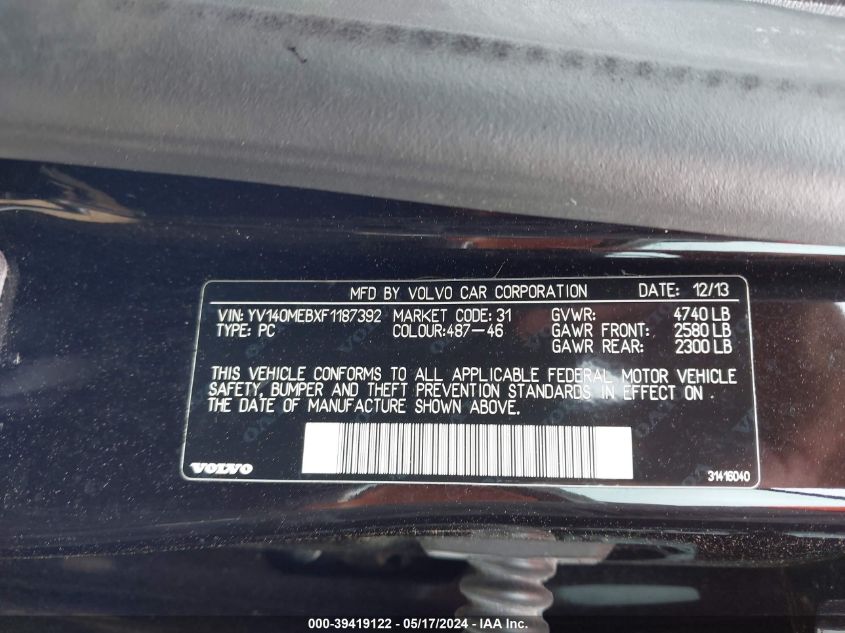 MFD BY VOLVO CAR CORPORATION DATE: 12/13
VIN: YV140MEBXF1187392 MARKET CODE: 31 GVWR: 4740 LB
TYPE: PC COLOUR: 487-46 GAWR FRONT: 2580 LB
GAWR REAR: 2300 LB
THIS VEHICLE CONFORMS TO ALL APPLICABLE FEDERAL MOTOR VEHICLE
SAFETY, BUMPER AND THEFT PREVENTION STANDARDS IN EFFECT ON
THE DATE OF MANUFACTURE SHOWN ABOVE.
VOLVO 31416040
000-39419122 - 05/17/2024 - IAA Inc.